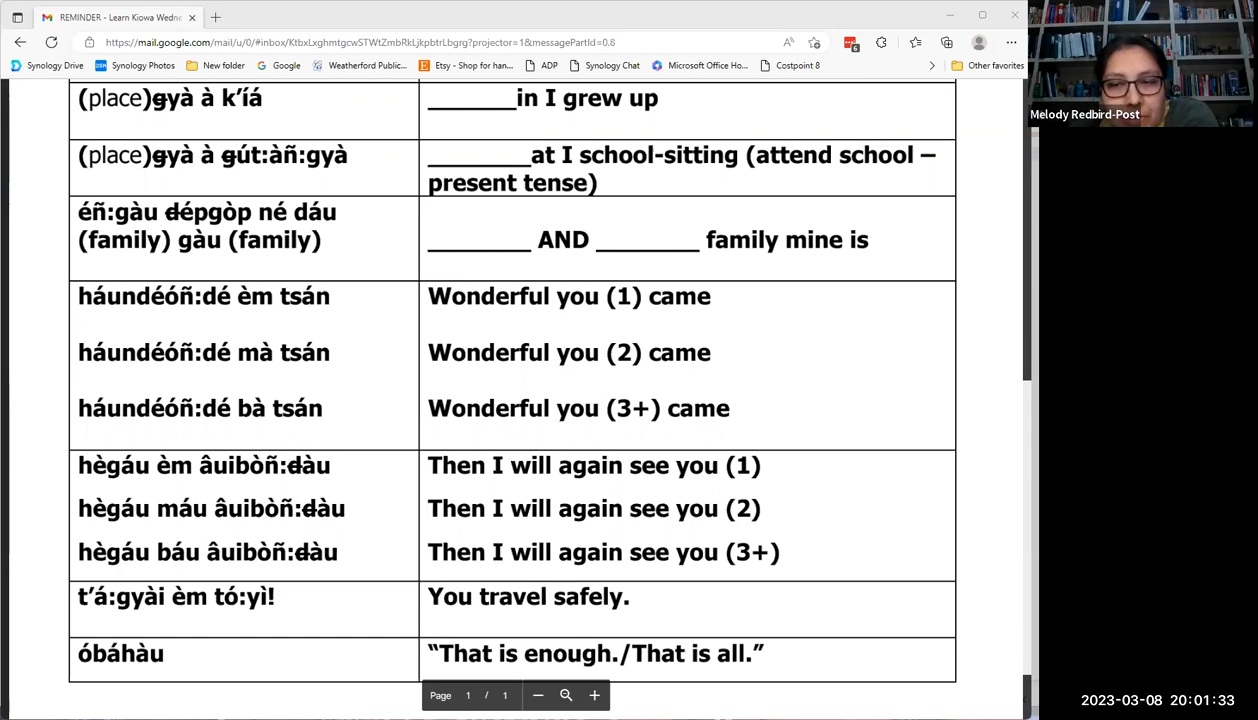 REMINDER - Learn Kiowa Wedne
https://mail.google.com/mail/u/0/#inbox/KtbxLxghmtgcwSTWtZmbRkLjkpbtrLbgrg?projector=1&messagePartId=0.8
Synology Drive Synology Photos New folder Google Weatherford Public... Etsy - Shop for han... ADP Synology Chat Microsoft Office Ho... Costpoint 8 Other favorites
Melody Redbird-Post
(place)g̶yà à k’íá
_______in I grew up
(place)g̶yà à g̶út:àñ:gyà
________at I school-sitting (attend school –
present tense)
éñ:gàu d̶épgòp né dáu
(family) gàu (family)
________ AND ________ family mine is
háundéóñ:dé èm tsán
Wonderful you (1) came
háundéóñ:dé mà tsán
Wonderful you (2) came
háundéóñ:dé bà tsán
Wonderful you (3+) came
hègáu èm âuibòñ:d̶àu
Then I will again see you (1)
hègáu máu âuibòñ:d̶àu
Then I will again see you (2)
hègáu báu âuibòñ:d̶àu
Then I will again see you (3+)
t’á:gyài èm tó:yì!
You travel safely.
óbáhàu
“That is enough./That is all.”
Page 1 / 1
2023-03-08 20:01:33